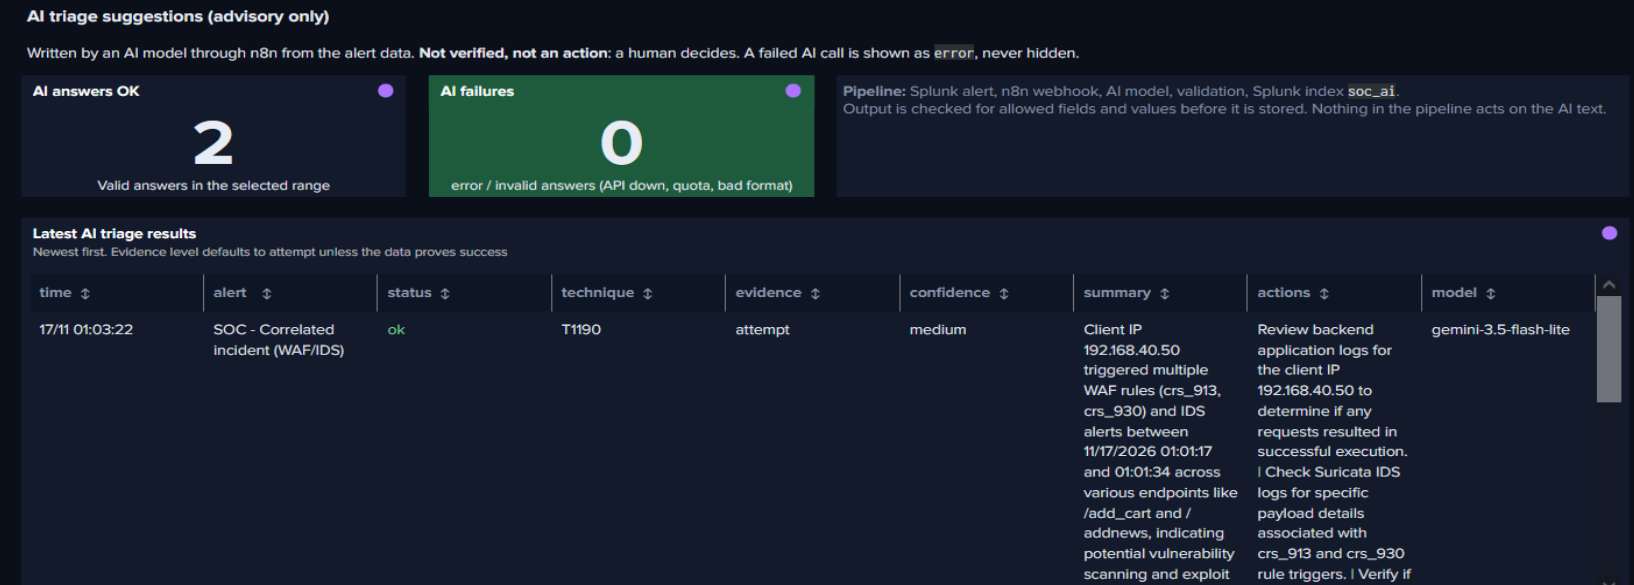 AI triage suggestions (advisory only)
Written by an AI model through n8n from the alert data. Not verified, not an action: a human decides. A failed AI call is shown as error, never hidden.
AI answers OK
2
Valid answers in the selected range
AI failures
0
error / invalid answers (API down, quota, bad format)
Pipeline: Splunk alert, n8n webhook, AI model, validation, Splunk index soc_ai.
Output is checked for allowed fields and values before it is stored. Nothing in the pipeline acts on the AI text.
Latest AI triage results
Newest first. Evidence level defaults to attempt unless the data proves success
time
alert
status
technique
evidence
confidence
summary
actions
model
17/11 01:03:22
SOC - Correlated
incident (WAF/IDS)
ok
T1190
attempt
medium
Client IP
192.168.40.50
triggered multiple
WAF rules (crs_913,
crs_930) and IDS
alerts between
11/17/2026 01:01:17
and 01:01:34 across
various endpoints like
/add_cart and /
addnews, indicating
potential vulnerability
scanning and exploit
Review backend
application logs for
the client IP
192.168.40.50 to
determine if any
requests resulted in
successful execution.
| Check Suricata IDS
logs for specific
payload details
associated with
crs_913 and crs_930
rule triggers. | Verify if
gemini-3.5-flash-lite